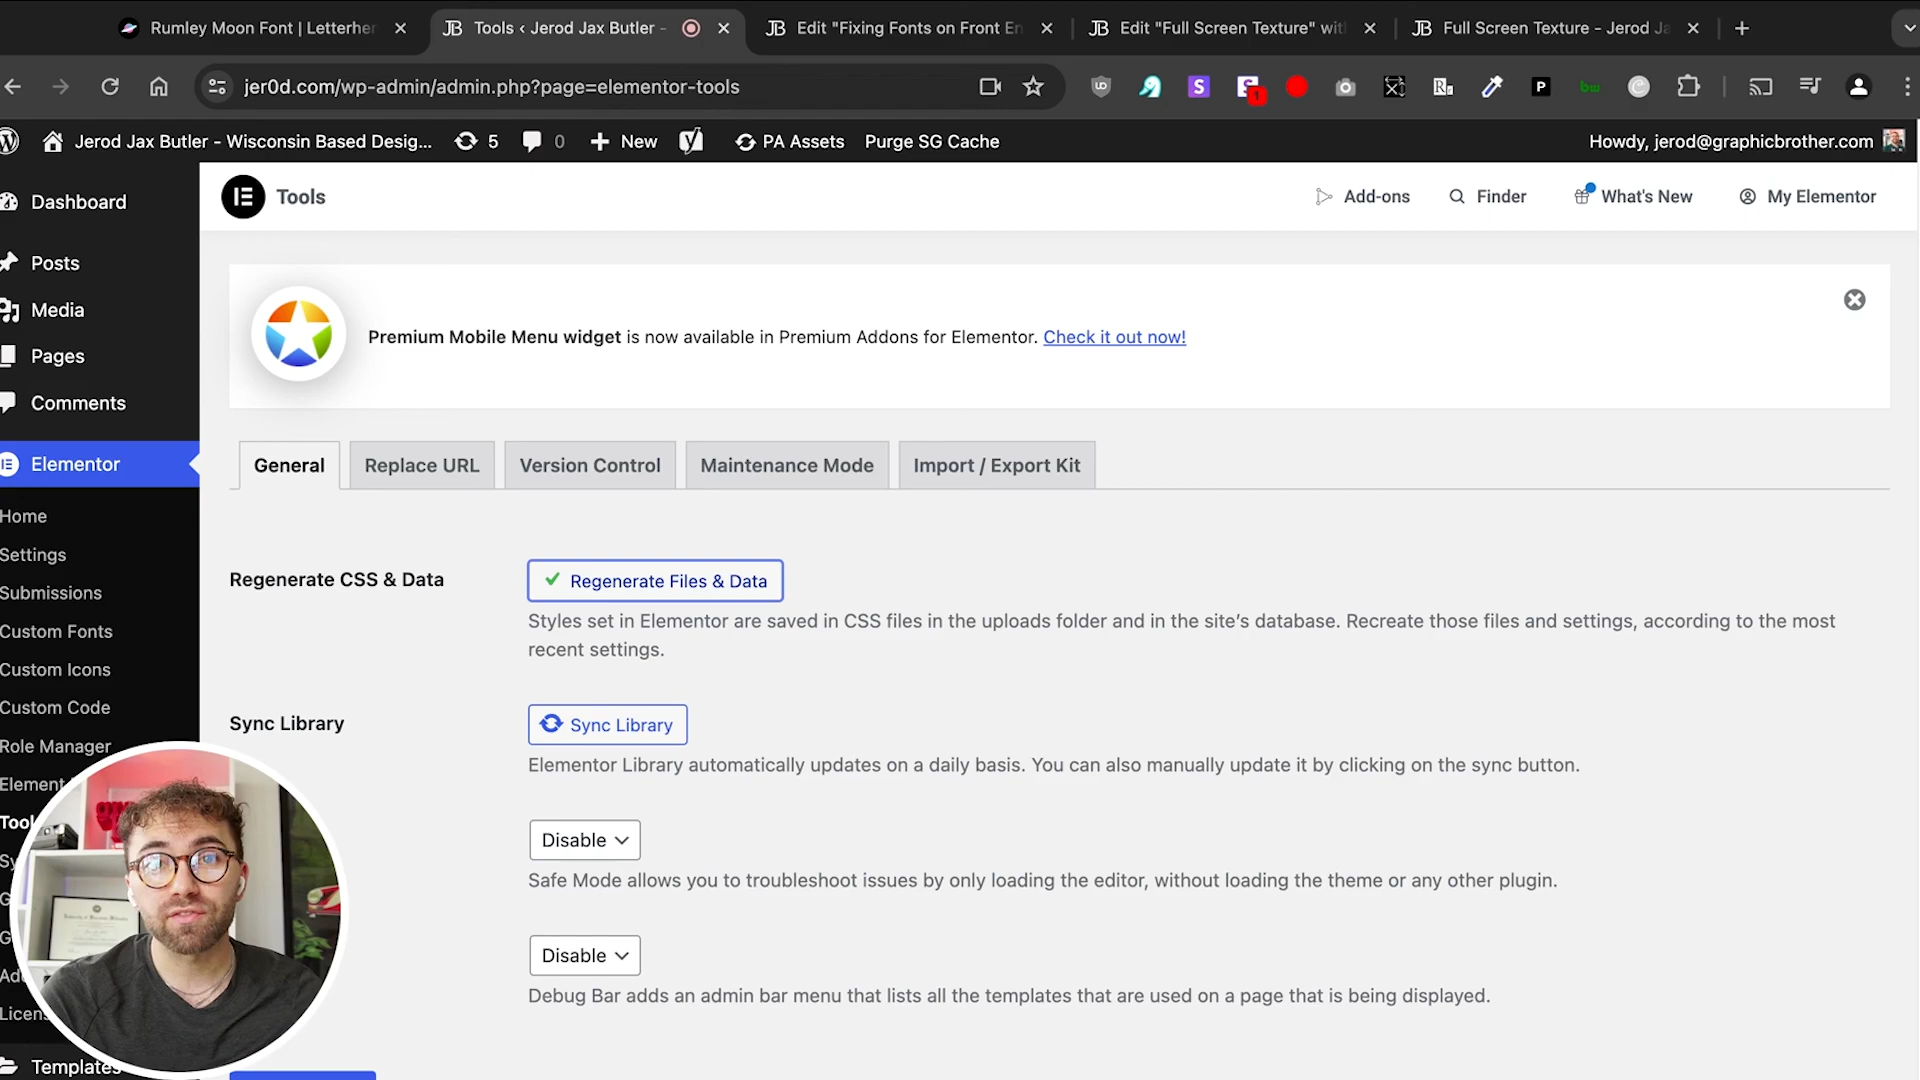 Rumley Moon Font | Letterher
Tools ‹ Jerod Jax Butler -
Edit "Fixing Fonts on Front En
Edit "Full Screen Texture" wit
Full Screen Texture - Jerod Ja
jer0d.com/wp-admin/admin.php?page=elementor-tools
Jerod Jax Butler - Wisconsin Based Desig...
5
0
New
PA Assets
Purge SG Cache
Howdy, jerod@graphicbrother.com
Dashboard
Posts
Media
Pages
Comments
Elementor
Home
Settings
Submissions
Custom Fonts
Custom Icons
Custom Code
Role Manager
Element
Tool
Sy
G
G
Ad
Licens
Templates
Tools
Add-ons
Finder
What's New
My Elementor
Premium Mobile Menu widget is now available in Premium Addons for Elementor. Check it out now!
General
Replace URL
Version Control
Maintenance Mode
Import / Export Kit
Regenerate CSS & Data
Regenerate Files & Data
Styles set in Elementor are saved in CSS files in the uploads folder and in the site's database. Recreate those files and settings, according to the most
recent settings.
Sync Library
Sync Library
Elementor Library automatically updates on a daily basis. You can also manually update it by clicking on the sync button.
Disable
Safe Mode allows you to troubleshoot issues by only loading the editor, without loading the theme or any other plugin.
Disable
Debug Bar adds an admin bar menu that lists all the templates that are used on a page that is being displayed.